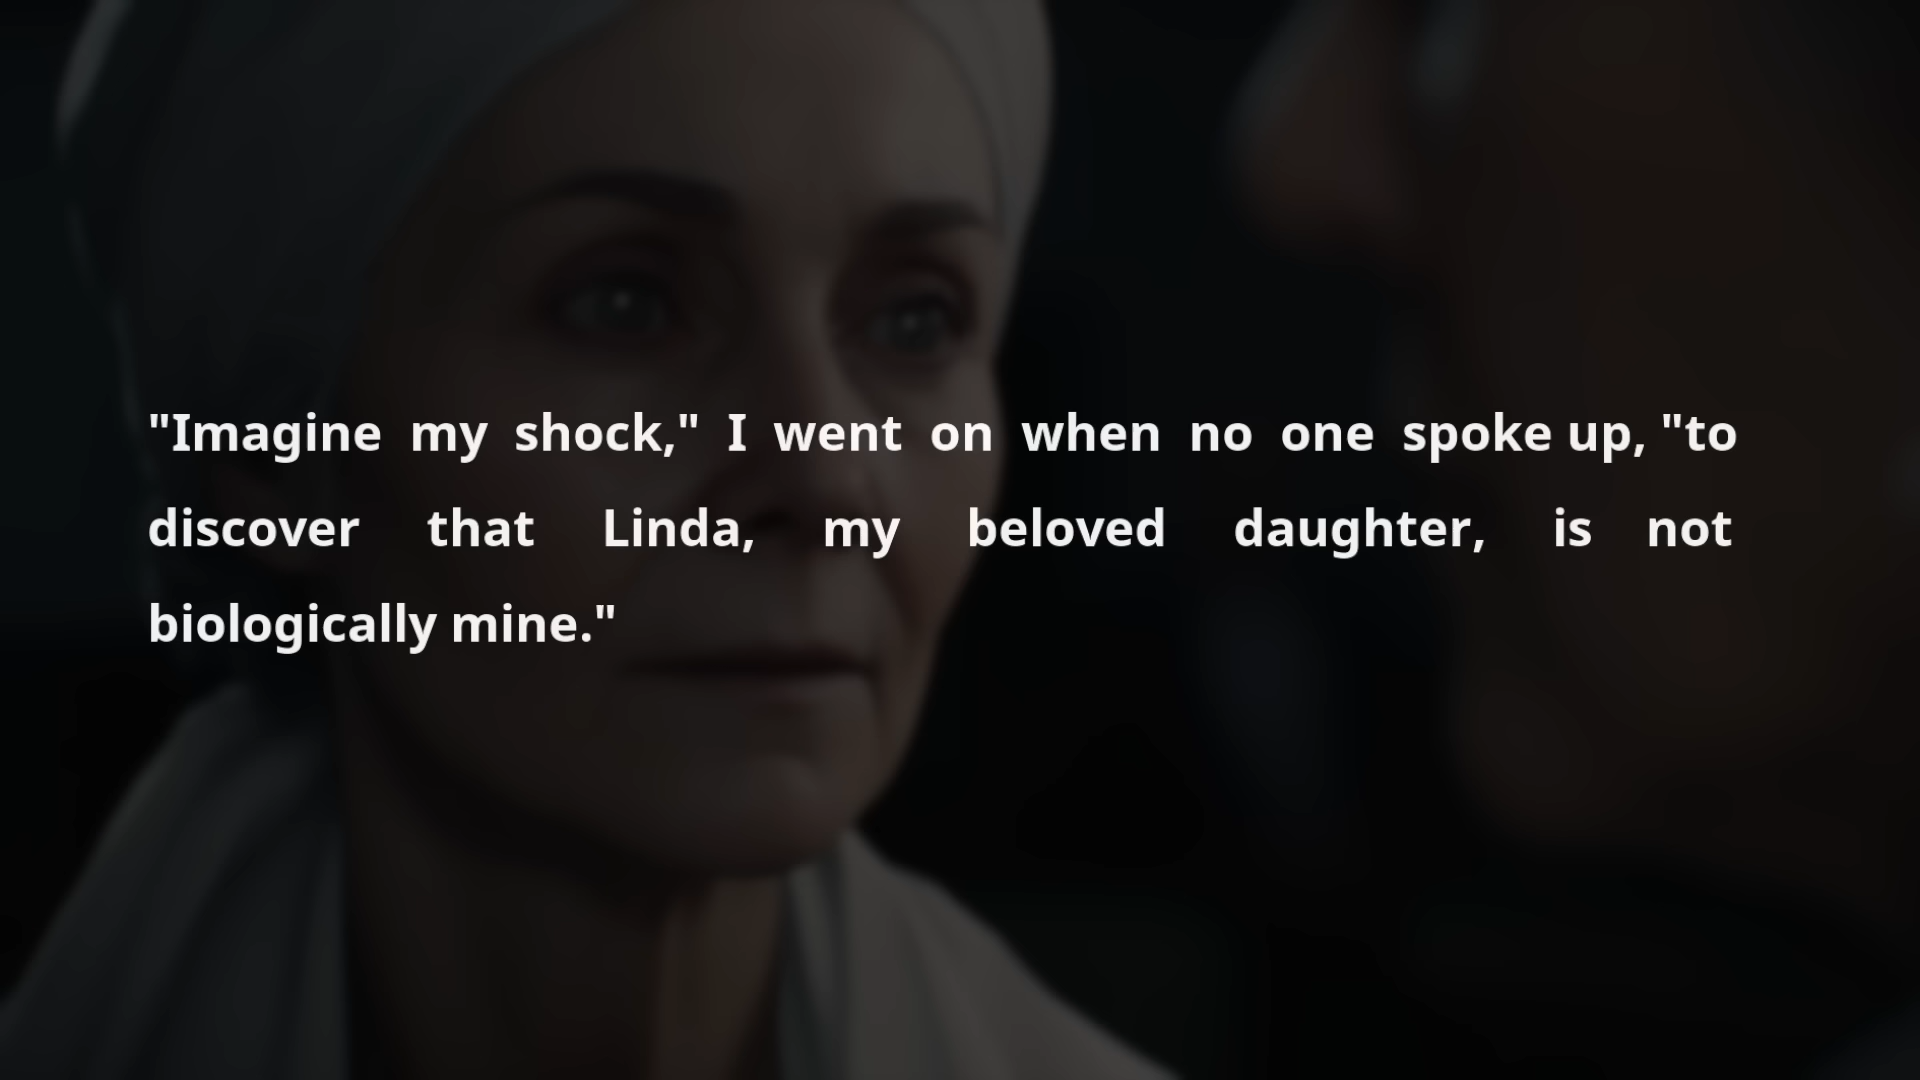 "Imagine my shock," I went on when no one spoke up, "to
discover that Linda, my beloved daughter, is not
biologically mine."